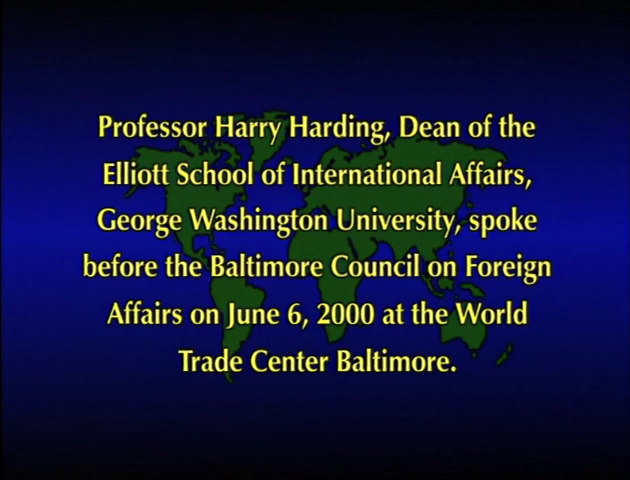 Professor Harry Harding, Dean of the
Elliott School of International Affairs,
George Washington University, spoke
before the Baltimore Council on Foreign
Affairs on June 6, 2000 at the World
Trade Center Baltimore.